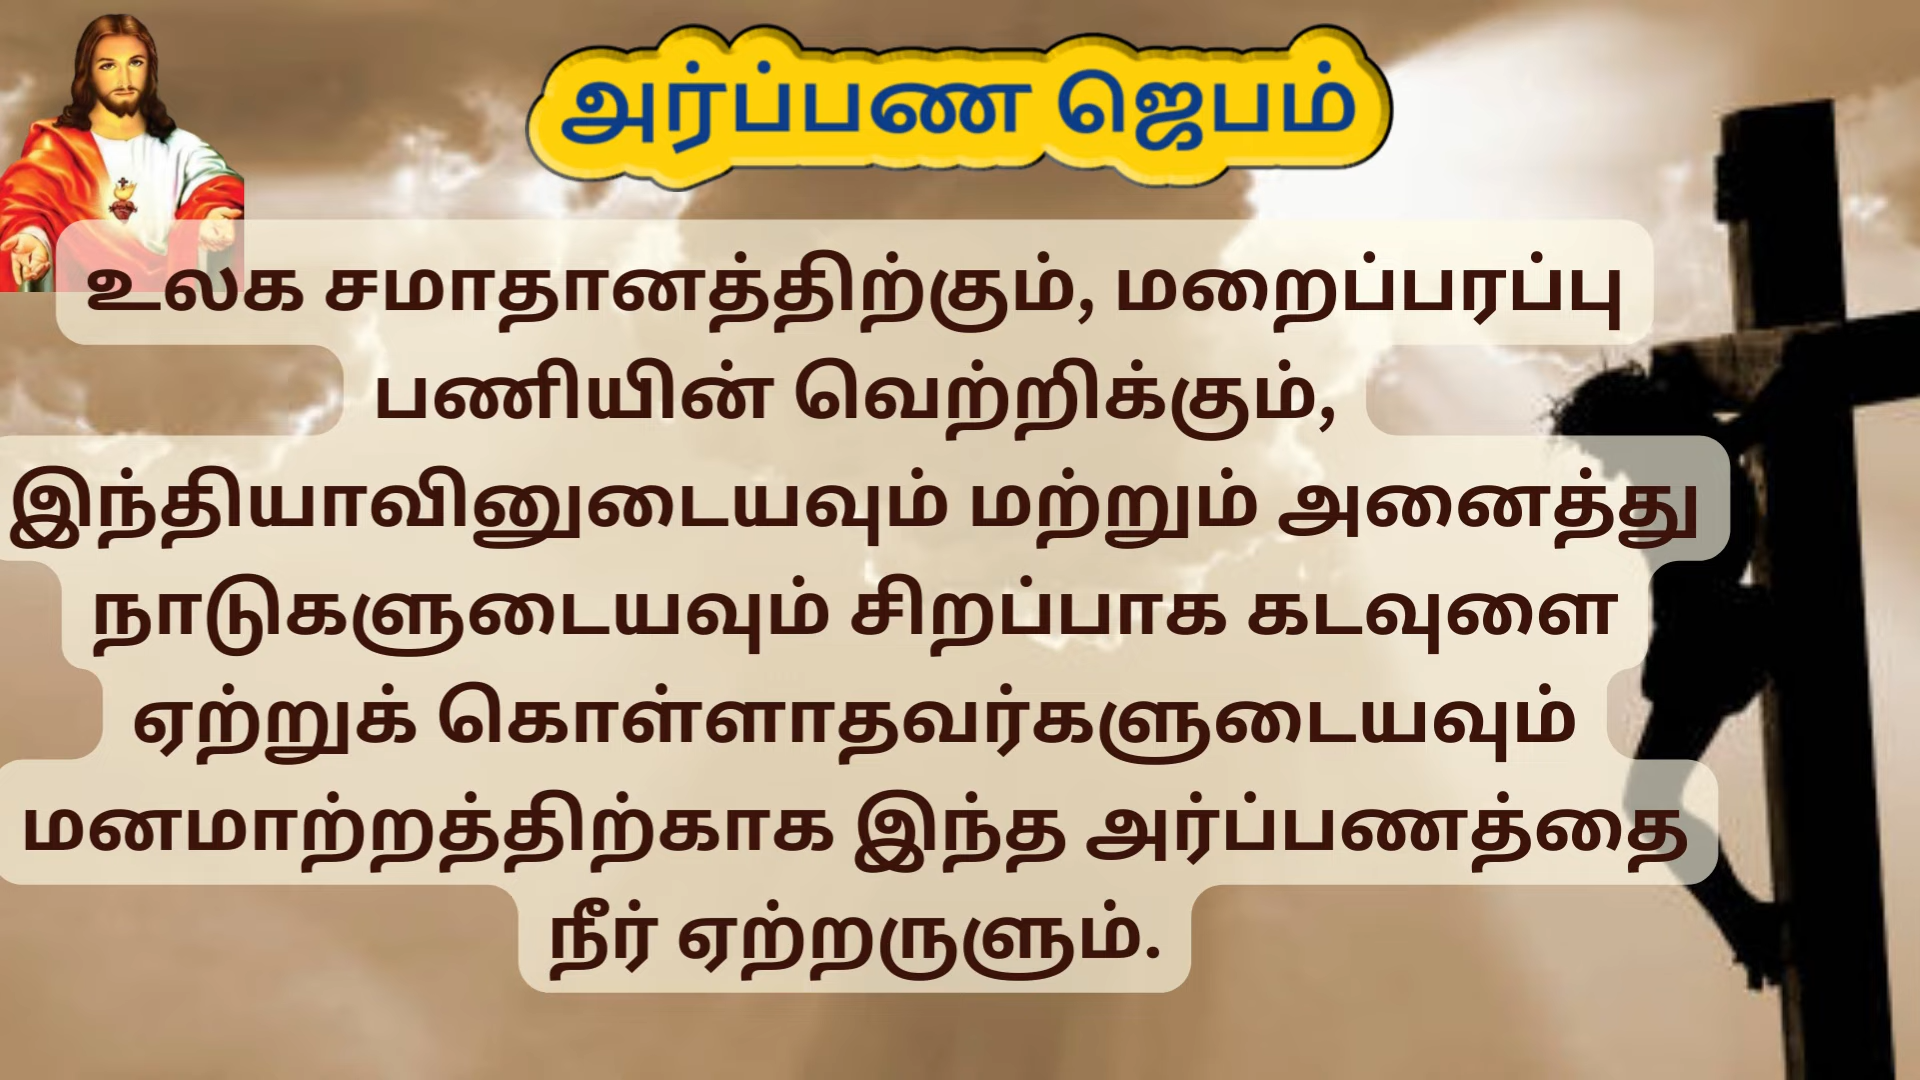 அர்ப்பண ஜெபம்
உலக சமாதானத்திற்கும், மறைப்பரப்பு
பணியின் வெற்றிக்கும்,
இந்தியாவினுடையவும் மற்றும் அனைத்து
நாடுகளுடையவும் சிறப்பாக கடவுளை
ஏற்றுக் கொள்ளாதவர்களுடையவும்
மனமாற்றத்திற்காக இந்த அர்ப்பணத்தை
நீர் ஏற்றருளும்.